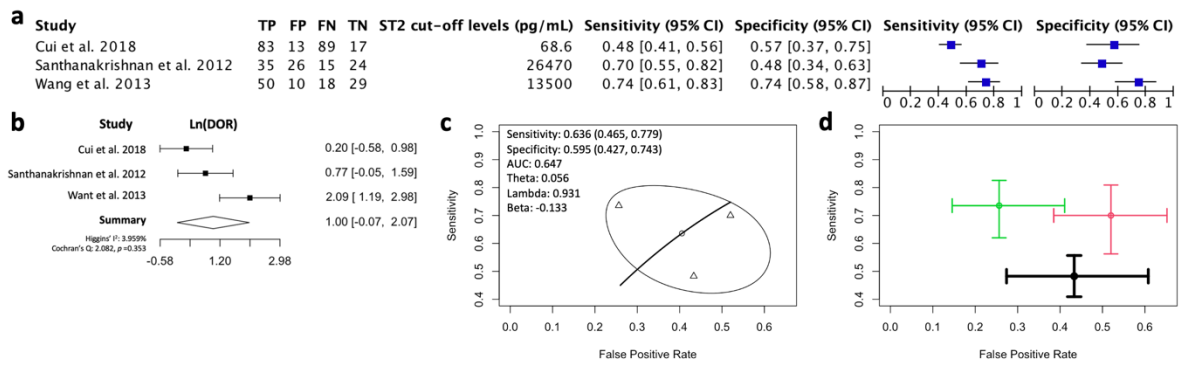 a
Study TP FP FN TN ST2 cut-off levels (pg/mL) Sensitivity (95% CI) Specificity (95% CI) Sensitivity (95% CI) Specificity (95% CI)
Cui et al. 2018 83 13 89 17 68.6 0.48 [0.41, 0.56] 0.57 [0.37, 0.75]
Santhanakrishnan et al. 2012 35 26 15 24 26470 0.70 [0.55, 0.82] 0.48 [0.34, 0.63]
Wang et al. 2013 50 10 18 29 13500 0.74 [0.61, 0.83] 0.74 [0.58, 0.87]
0 0.2 0.4 0.6 0.8 1 0 0.2 0.4 0.6 0.8 1
b
Study Ln(DOR)
Cui et al. 2018 0.20 [-0.58, 0.98]
Santhanakrishnan et al. 2012 0.77 [-0.05, 1.59]
Want et al. 2013 2.09 [ 1.19, 2.98]
Summary 1.00 [-0.07, 2.07]
Higgins' I²: 3.959%
Cochran's Q: 2.082, p =0.353
-0.58 1.20 2.98
c
Sensitivity: 0.636 (0.465, 0.779)
Specificity: 0.595 (0.427, 0.743)
AUC: 0.647
Theta: 0.056
Lambda: 0.931
Beta: -0.133
Sensitivity
1.0
0.9
0.8
0.7
0.6
0.5
0.4
0.0 0.1 0.2 0.3 0.4 0.5 0.6
False Positive Rate
d
Sensitivity
1.0
0.9
0.8
0.7
0.6
0.5
0.4
0.0 0.1 0.2 0.3 0.4 0.5 0.6
False Positive Rate